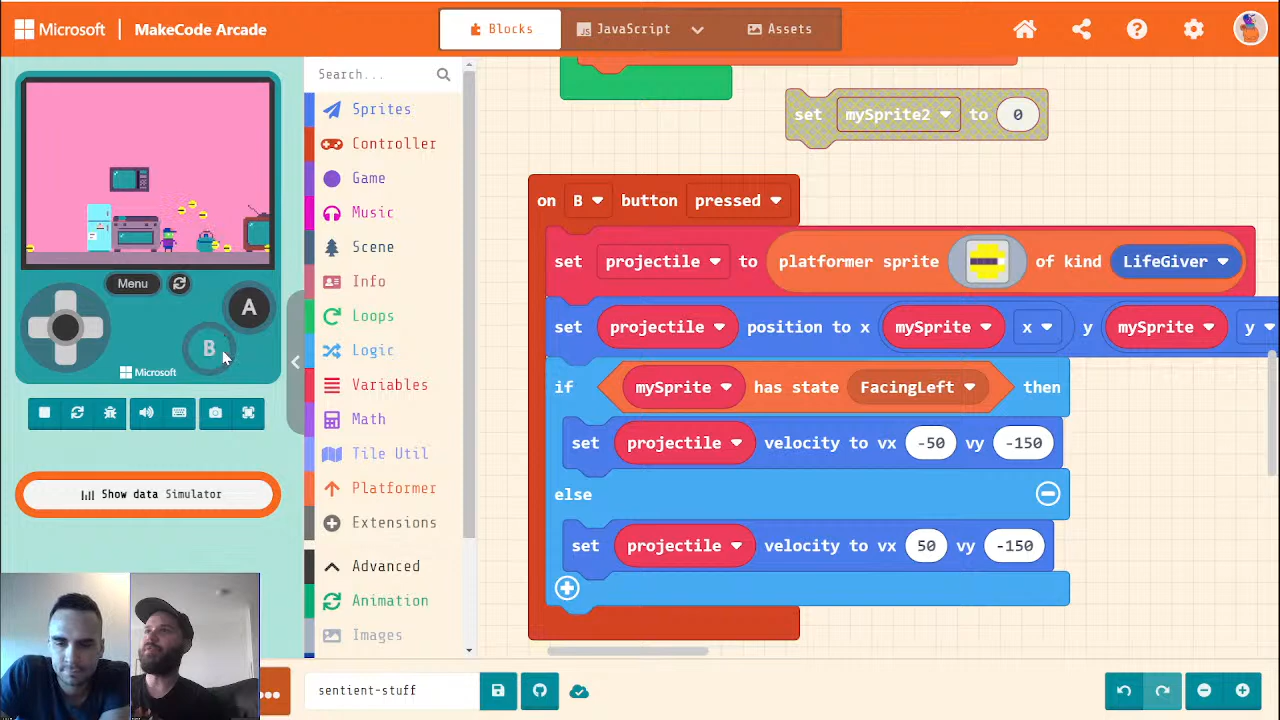 Microsoft | MakeCode Arcade
Blocks
JavaScript
Assets
Menu
A
B
Microsoft
Show data Simulator
Search...
Sprites
Controller
Game
Music
Scene
Info
Loops
Logic
Variables
Math
Tile Util
Platformer
Extensions
Advanced
Animation
Images
set mySprite2 to 0
on B button pressed
set projectile to platformer sprite of kind LifeGiver
set projectile position to x mySprite x y mySprite y
if mySprite has state FacingLeft then
set projectile velocity to vx -50 vy -150
else
set projectile velocity to vx 50 vy -150
sentient-stuff